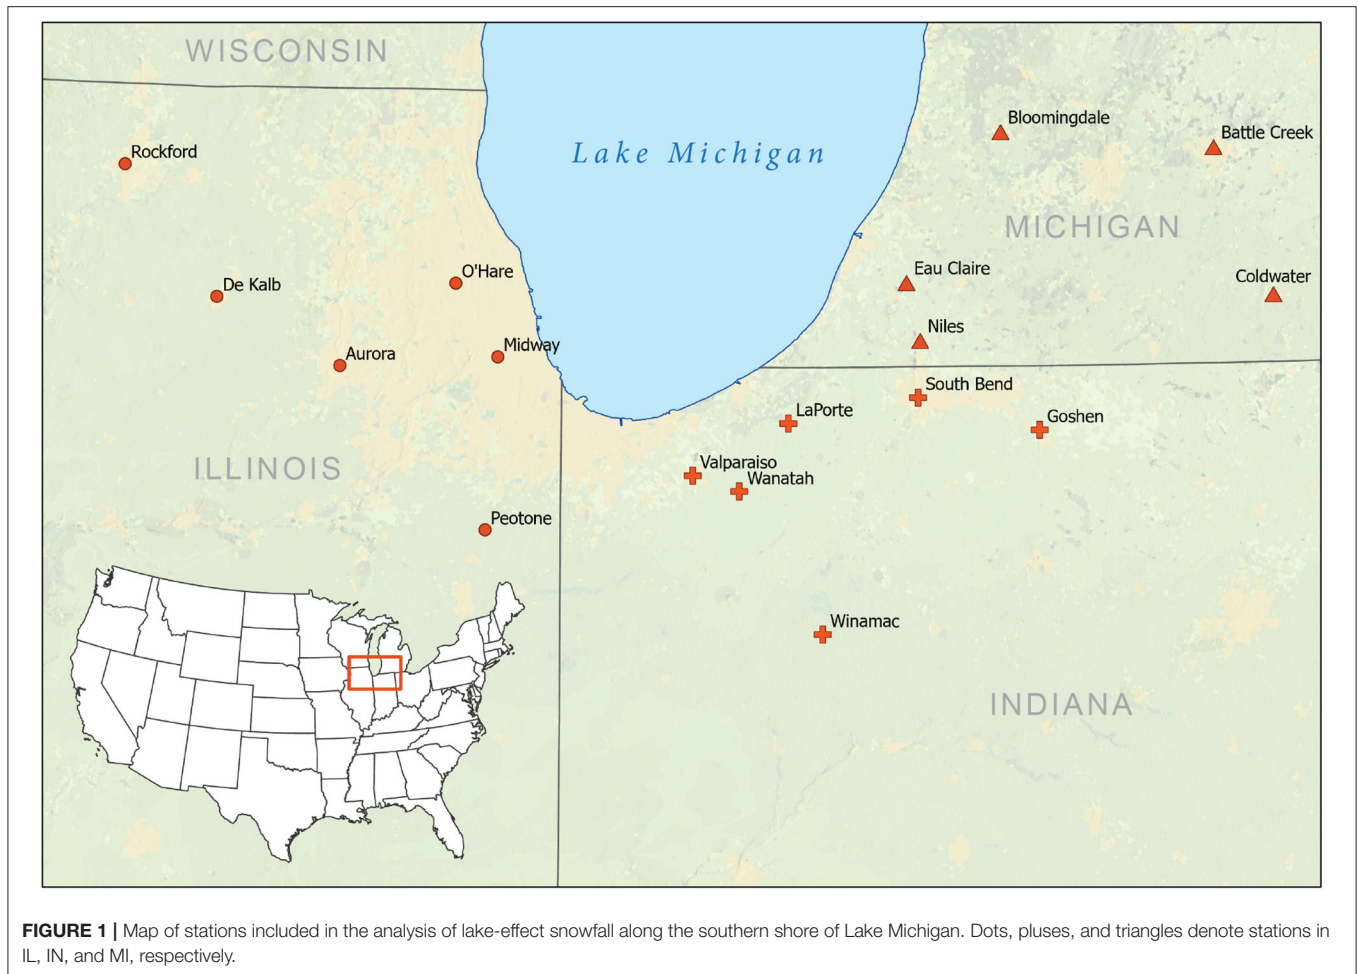 WISCONSIN
Bloomingdale
Battle Creek
Rockford
Lake Michigan
MICHIGAN
O'Hare
Eau Claire
De Kalb
Coldwater
Niles
Midway
Aurora
South Bend
LaPorte
Goshen
ILLINOIS
Valparaiso
Wanatah
Peotone
Winamac
INDIANA
FIGURE 1 | Map of stations included in the analysis of lake-effect snowfall along the southern shore of Lake Michigan. Dots, pluses, and triangles denote stations in
IL, IN, and MI, respectively.